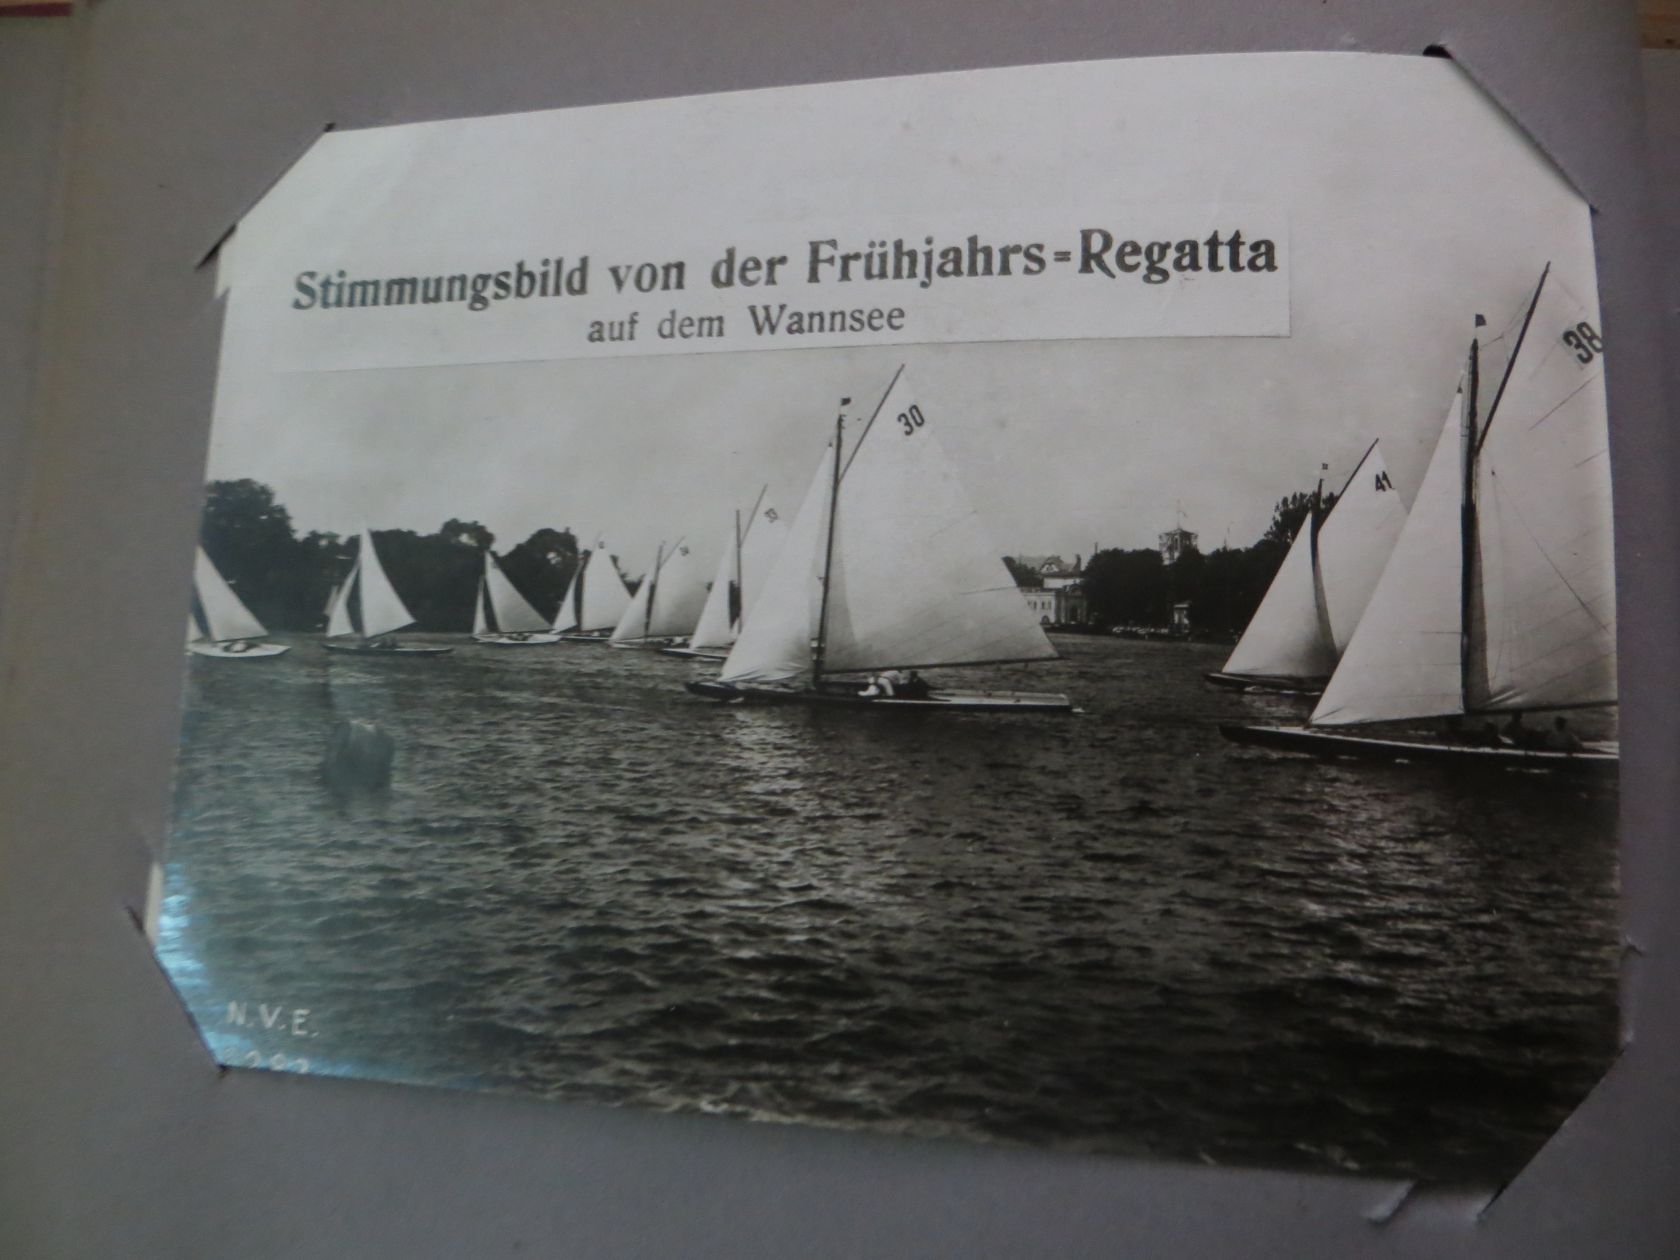 Stimmungsbild von der Frühjahrs=Regatta
auf dem Wannsee
38
30
41
N.V.E.